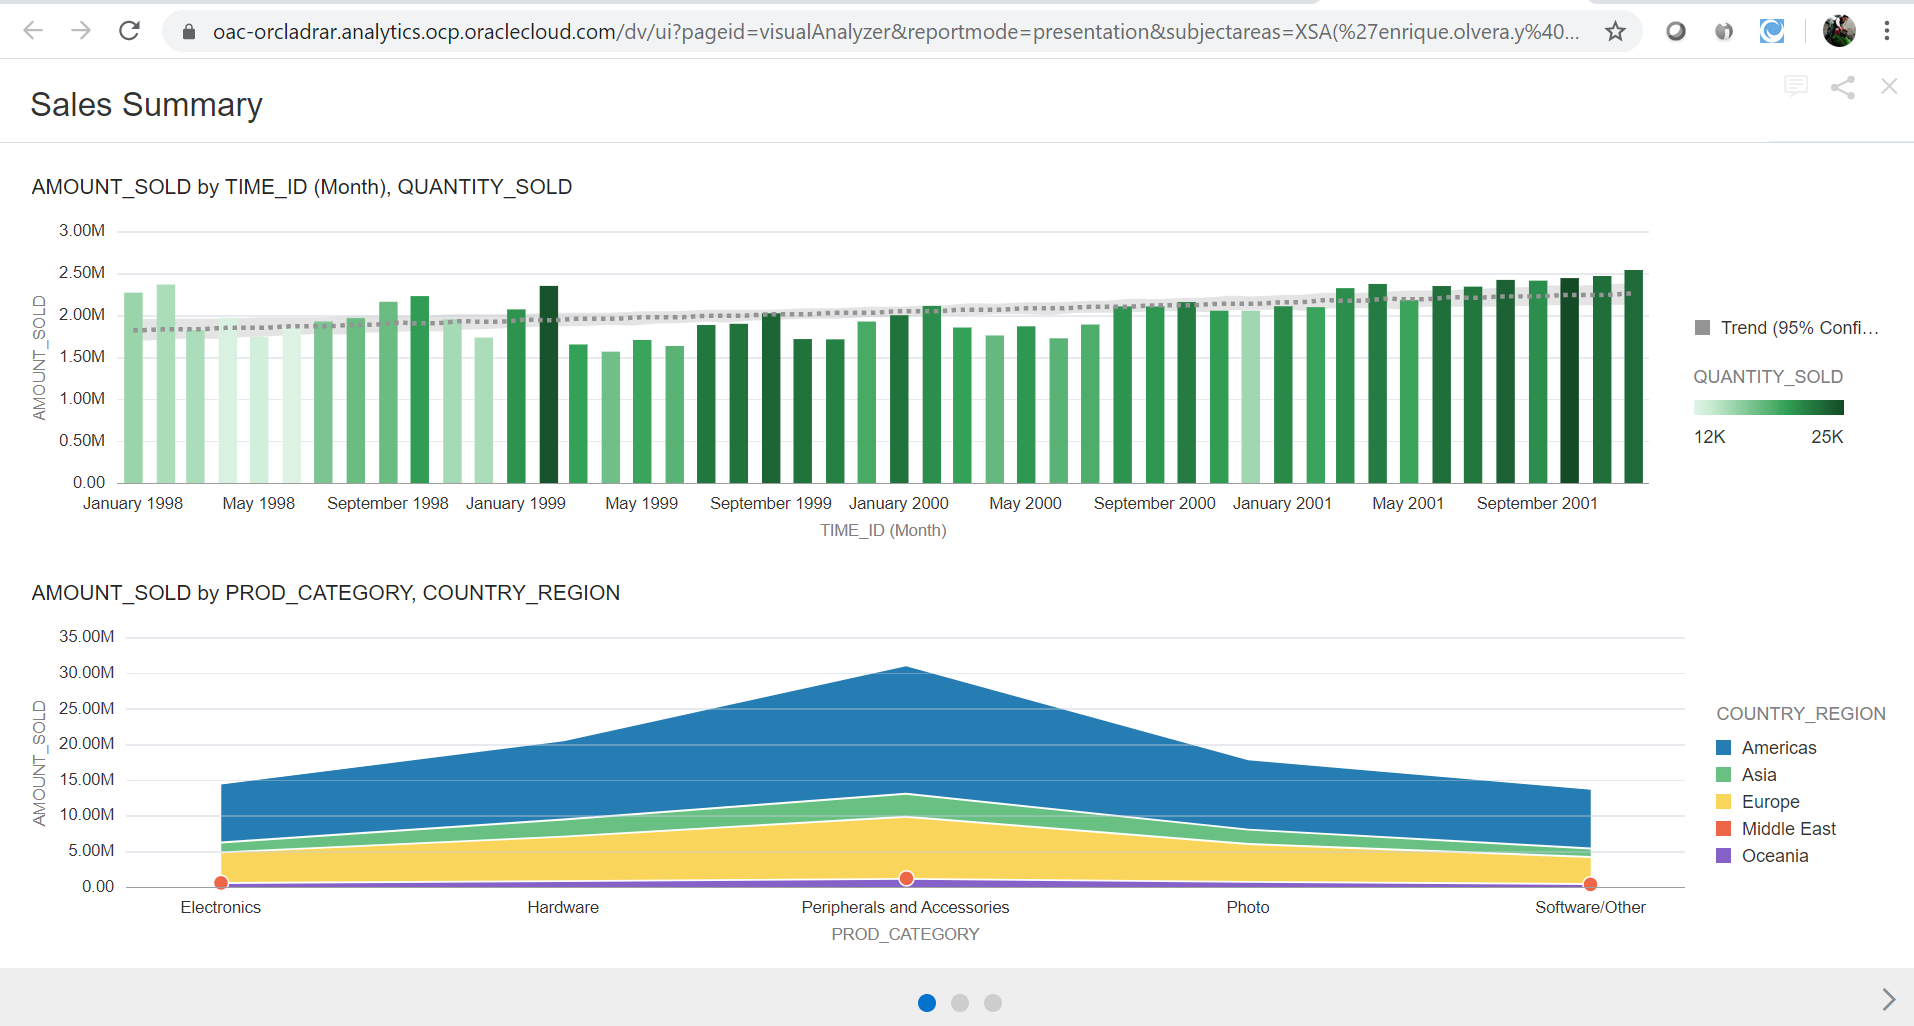 oac-orcladrar.analytics.ocp.oraclecloud.com/dv/ui?pageid=visualAnalyzer&reportmode=presentation&subjectareas=XSA(%27enrique.olvera.y%40...
Sales Summary
AMOUNT_SOLD by TIME_ID (Month), QUANTITY_SOLD
3.00M
2.50M
2.00M
1.50M
1.00M
0.50M
0.00
AMOUNT_SOLD
January 1998 May 1998 September 1998 January 1999 May 1999 September 1999 January 2000 May 2000 September 2000 January 2001 May 2001 September 2001
TIME_ID (Month)
Trend (95% Confi...
QUANTITY_SOLD
12K 25K
AMOUNT_SOLD by PROD_CATEGORY, COUNTRY_REGION
35.00M
30.00M
25.00M
20.00M
15.00M
10.00M
5.00M
0.00
AMOUNT_SOLD
Electronics Hardware Peripherals and Accessories Photo Software/Other
PROD_CATEGORY
COUNTRY_REGION
Americas
Asia
Europe
Middle East
Oceania